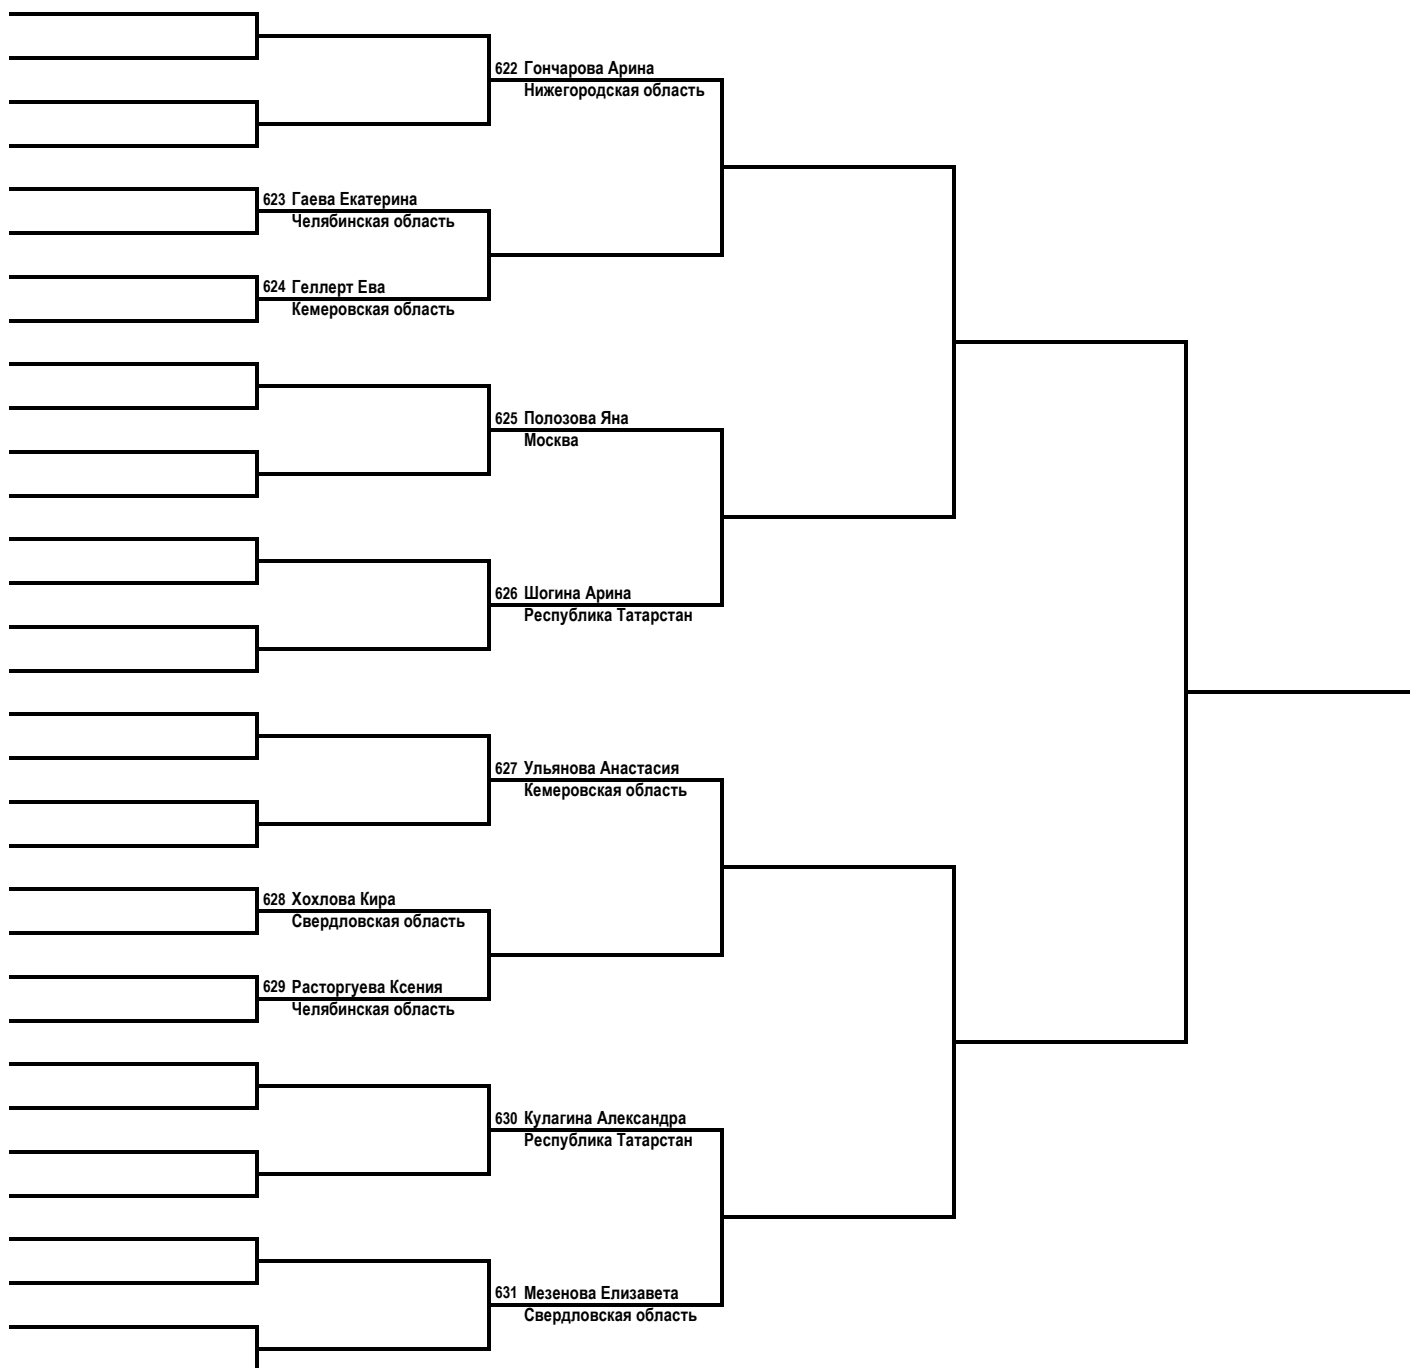 622 Гончарова Арина
Нижегородская область
623 Гаева Екатерина
Челябинская область
624 Геллерт Ева
Кемеровская область
625 Полозова Яна
Москва
626 Шогина Арина
Республика Татарстан
627 Ульянова Анастасия
Кемеровская область
628 Хохлова Кира
Свердловская область
629 Расторгуева Ксения
Челябинская область
630 Кулагина Александра
Республика Татарстан
631 Мезенова Елизавета
Свердловская область